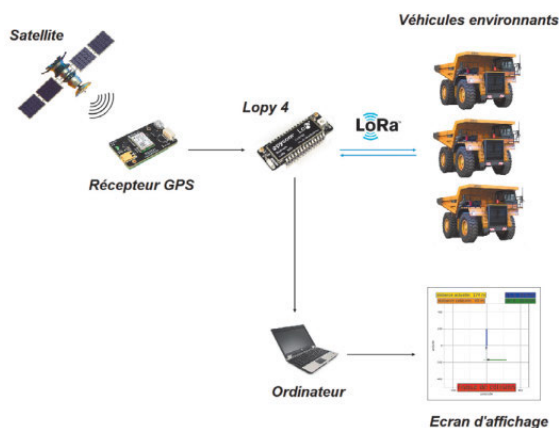 Satellite
Véhicules environnants
Lopy 4
LoRa
Récepteur GPS
Ordinateur
Ecran d'affichage